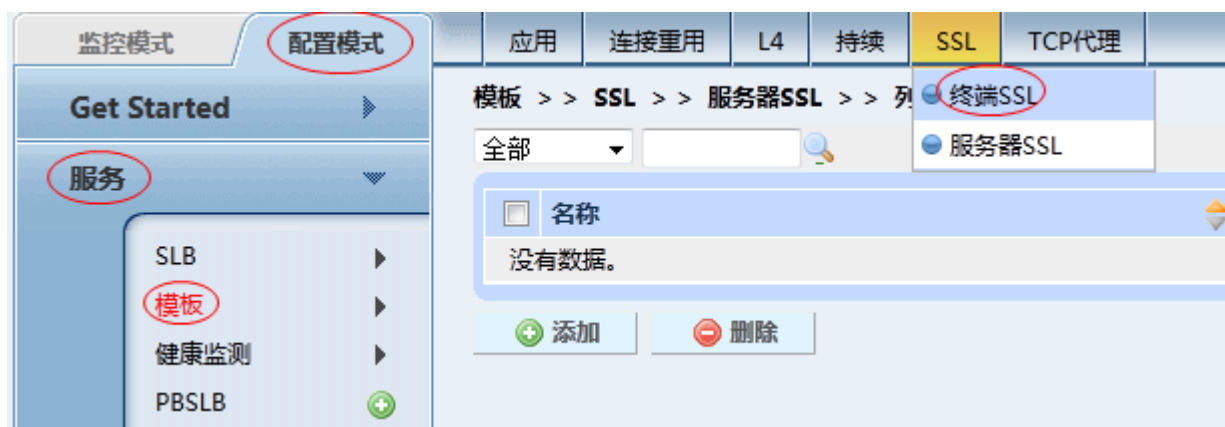 监控模式 配置模式 应用 连接重用 L4 持续 SSL TCP代理
Get Started
模板 >> SSL >> 服务器SSL >> 列
终端SSL
全部
服务器SSL
服务
名称
没有数据。
SLB
模板
添加 删除
健康监测
PBSLB